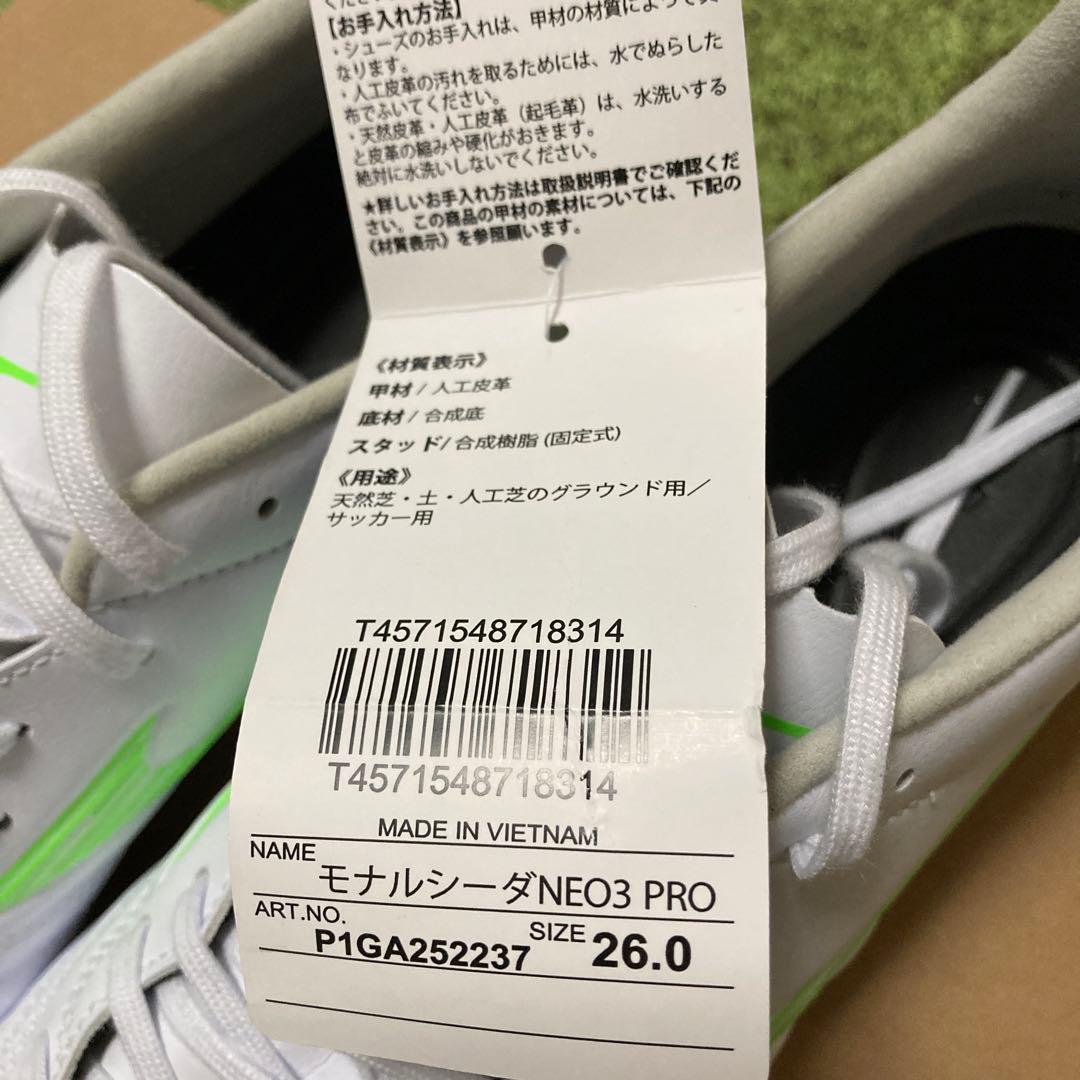 【お手入れ方法】
・シューズのお手入れは、甲材の材質によって
なります。
・人工皮革の汚れを取るためには、水でぬらした
布でふいてください。
・天然皮革・人工皮革（起毛革）は、水洗いする
と皮革の縮みや硬化がおきます。
絶対に水洗いしないでください。
★詳しいお手入れ方法は取扱説明書でご確認くだ
さい。この商品の甲材の素材については、下記の
《材質表示》を参照願います。
《材質表示》
甲材/人工皮革
底材/合成底
スタッド/合成樹脂(固定式)
《用途》
天然芝・土・人工芝のグラウンド用／
サッカー用
T4571548718314
T4571548718314
MADE IN VIETNAM
NAME モナルシーダNEO3 PRO
ART.NO. P1GA252237 SIZE 26.0